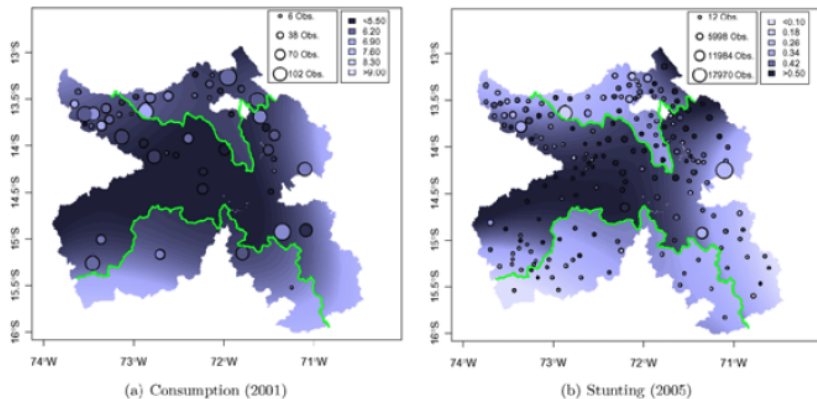 6 Obs.
38 Obs.
70 Obs.
102 Obs.
<5.50
6.20
6.90
7.60
8.30
>9.00
13°S
13.5°S
14°S
14.5°S
15°S
15.5°S
16°S
74°W
73°W
72°W
71°W
(a) Consumption (2001)
12 Obs.
5998 Obs.
11984 Obs.
17970 Obs.
<0.10
0.18
0.26
0.34
0.42
>0.50
13°S
13.5°S
14°S
14.5°S
15°S
15.5°S
16°S
74°W
73°W
72°W
71°W
(b) Stunting (2005)